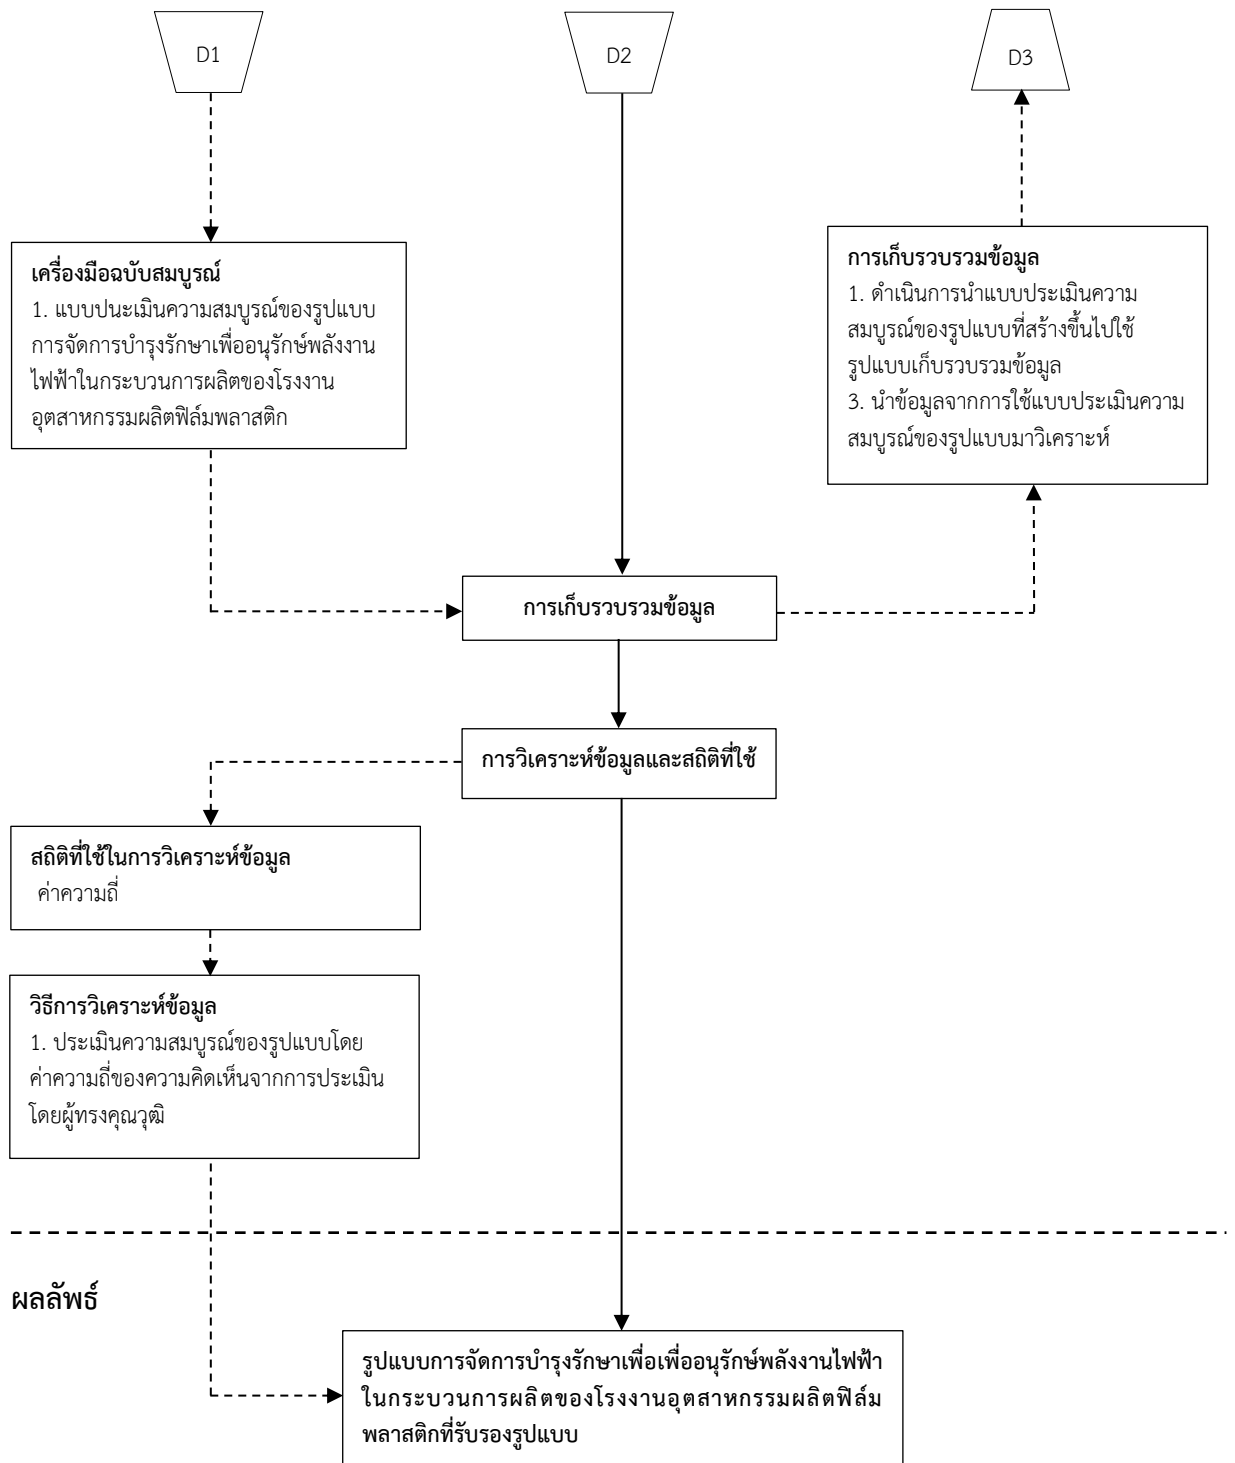 D1
D2
D3
เครื่องมือฉบับสมบูรณ์
1. แบบปนะเมินความสมบูรณ์ของรูปแบบ
การจัดการบำรุงรักษาเพื่ออนุรักษ์พลังงาน
ไฟฟ้าในกระบวนการผลิตของโรงงาน
อุตสาหกรรมผลิตฟิล์มพลาสติก
การเก็บรวบรวมข้อมูล
1. ดำเนินการนำแบบประเมินความ
สมบูรณ์ของรูปแบบที่สร้างขึ้นไปใช้
รูปแบบเก็บรวบรวมข้อมูล
3. นำข้อมูลจากการใช้แบบประเมินความ
สมบูรณ์ของรูปแบบมาวิเคราะห์
การเก็บรวบรวมข้อมูล
การวิเคราะห์ข้อมูลและสถิติที่ใช้
สถิติที่ใช้ในการวิเคราะห์ข้อมูล
ค่าความถี่
วิธีการวิเคราะห์ข้อมูล
1. ประเมินความสมบูรณ์ของรูปแบบโดย
ค่าความถี่ของความคิดเห็นจากการประเมิน
โดยผู้ทรงคุณวุฒิ
ผลลัพธ์
รูปแบบการจัดการบำรุงรักษาเพื่อเพื่ออนุรักษ์พลังงานไฟฟ้า
ในกระบวนการผลิตของโรงงานอุตสาหกรรมผลิตฟิล์ม
พลาสติกที่รับรองรูปแบบ